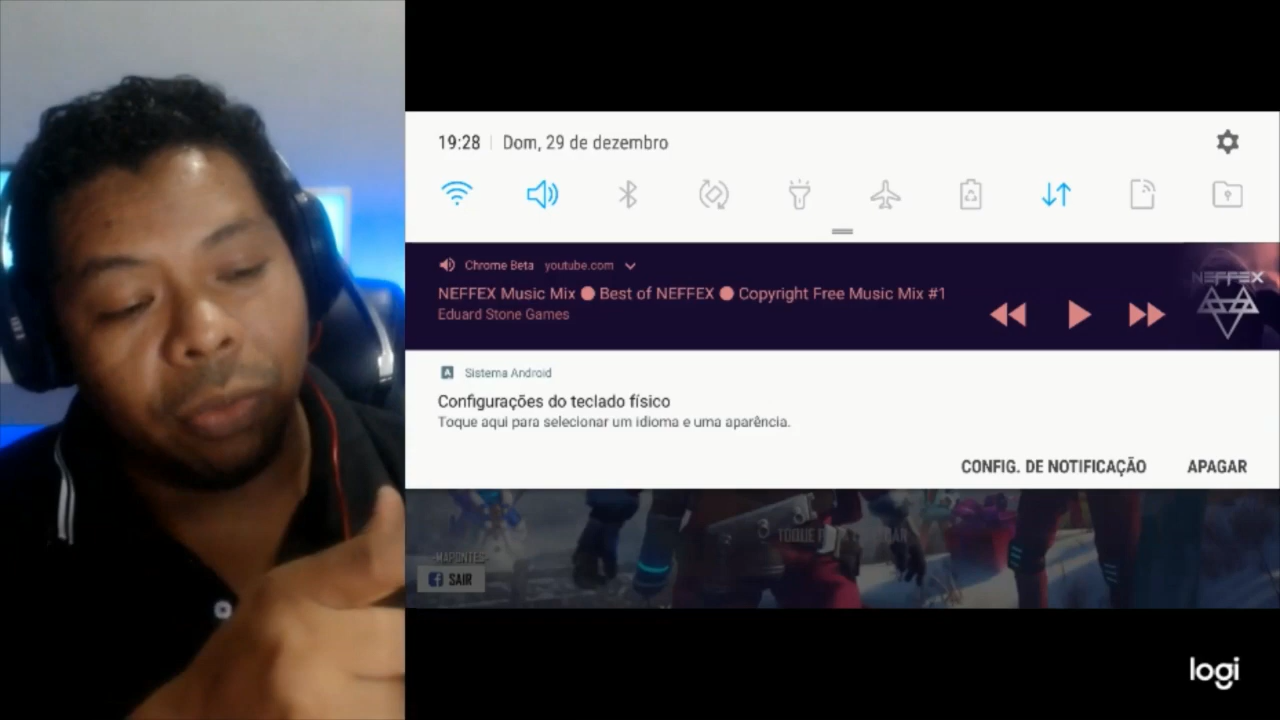 19:28 | Dom, 29 de dezembro
Chrome Beta youtube.com
NEFFEX Music Mix ● Best of NEFFEX ● Copyright Free Music Mix #1
Eduard Stone Games
NEFFEX
Sistema Android
Configurações do teclado físico
Toque aqui para selecionar um idioma e uma aparência.
CONFIG. DE NOTIFICAÇÃO
APAGAR
-MAPONTES-
SAIR
logi